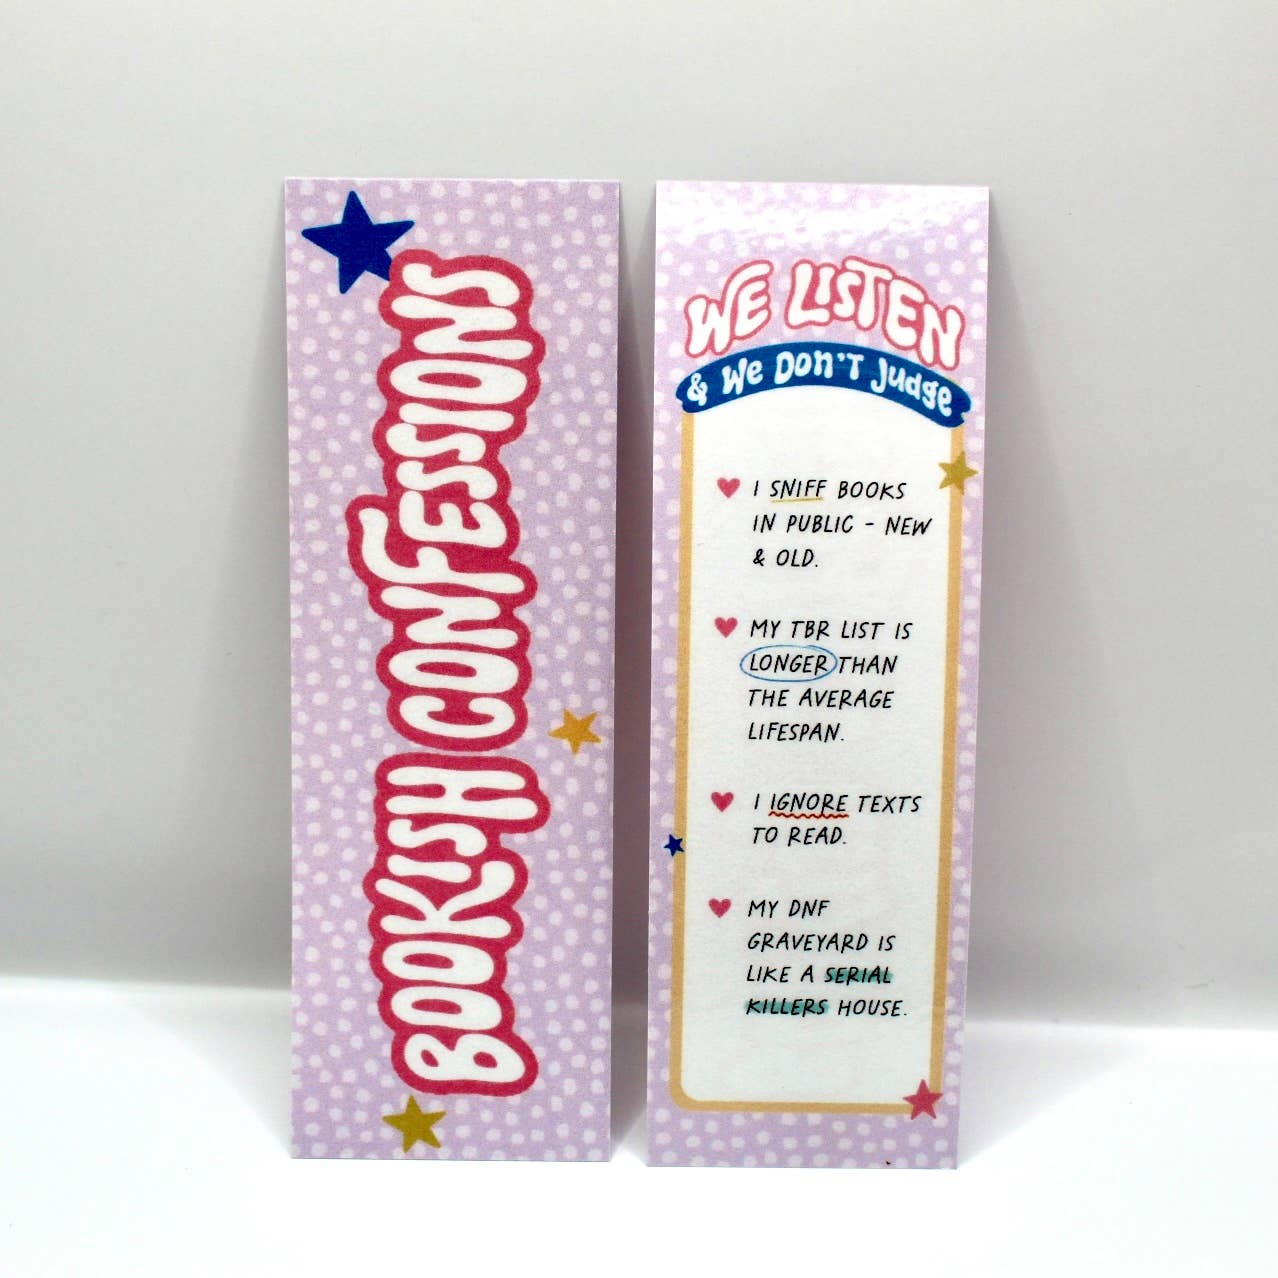 BOOKISH CONFESSIONS
WE LISTEN
& We DON'T Judge
I SNIFF BOOKS
IN PUBLIC - NEW
& OLD.
MY TBR LIST IS
LONGER THAN
THE AVERAGE
LIFESPAN.
I IGNORE TEXTS
TO READ.
MY DNF
GRAVEYARD IS
LIKE A SERIAL
KILLERS HOUSE.